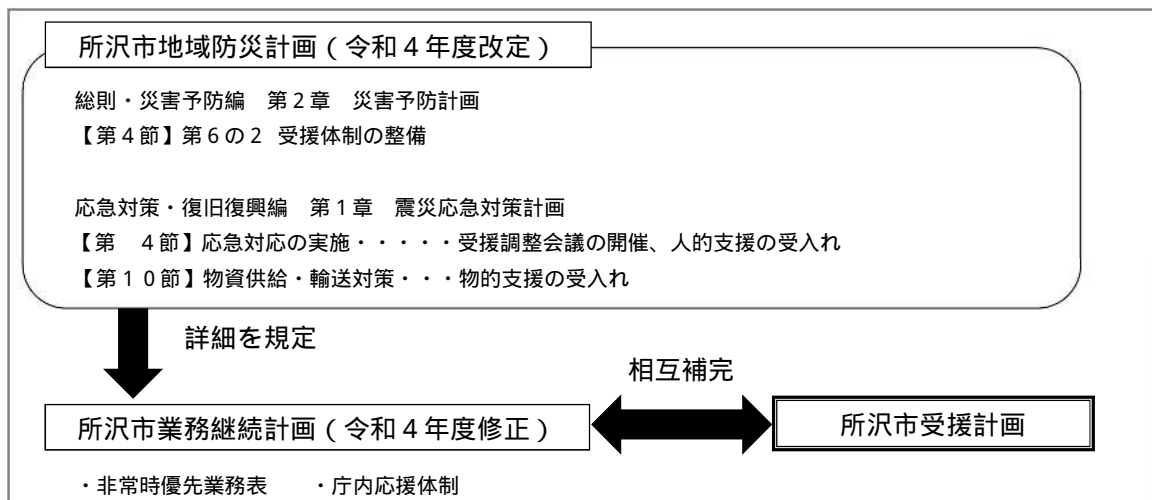 所沢市地域防災計画（令和４年度改定）
総則・災害予防編　第２章　災害予防計画
【第４節】第６の２ 受援体制の整備
応急対策・復旧復興編　第１章　震災応急対策計画
【第　４節】応急対応の実施・・・・・受援調整会議の開催、人的支援の受入れ
【第１０節】物資供給・輸送対策・・・物的支援の受入れ
詳細を規定
相互補完
所沢市業務継続計画（令和４年度修正）
所沢市受援計画
・非常時優先業務表　　・庁内応援体制